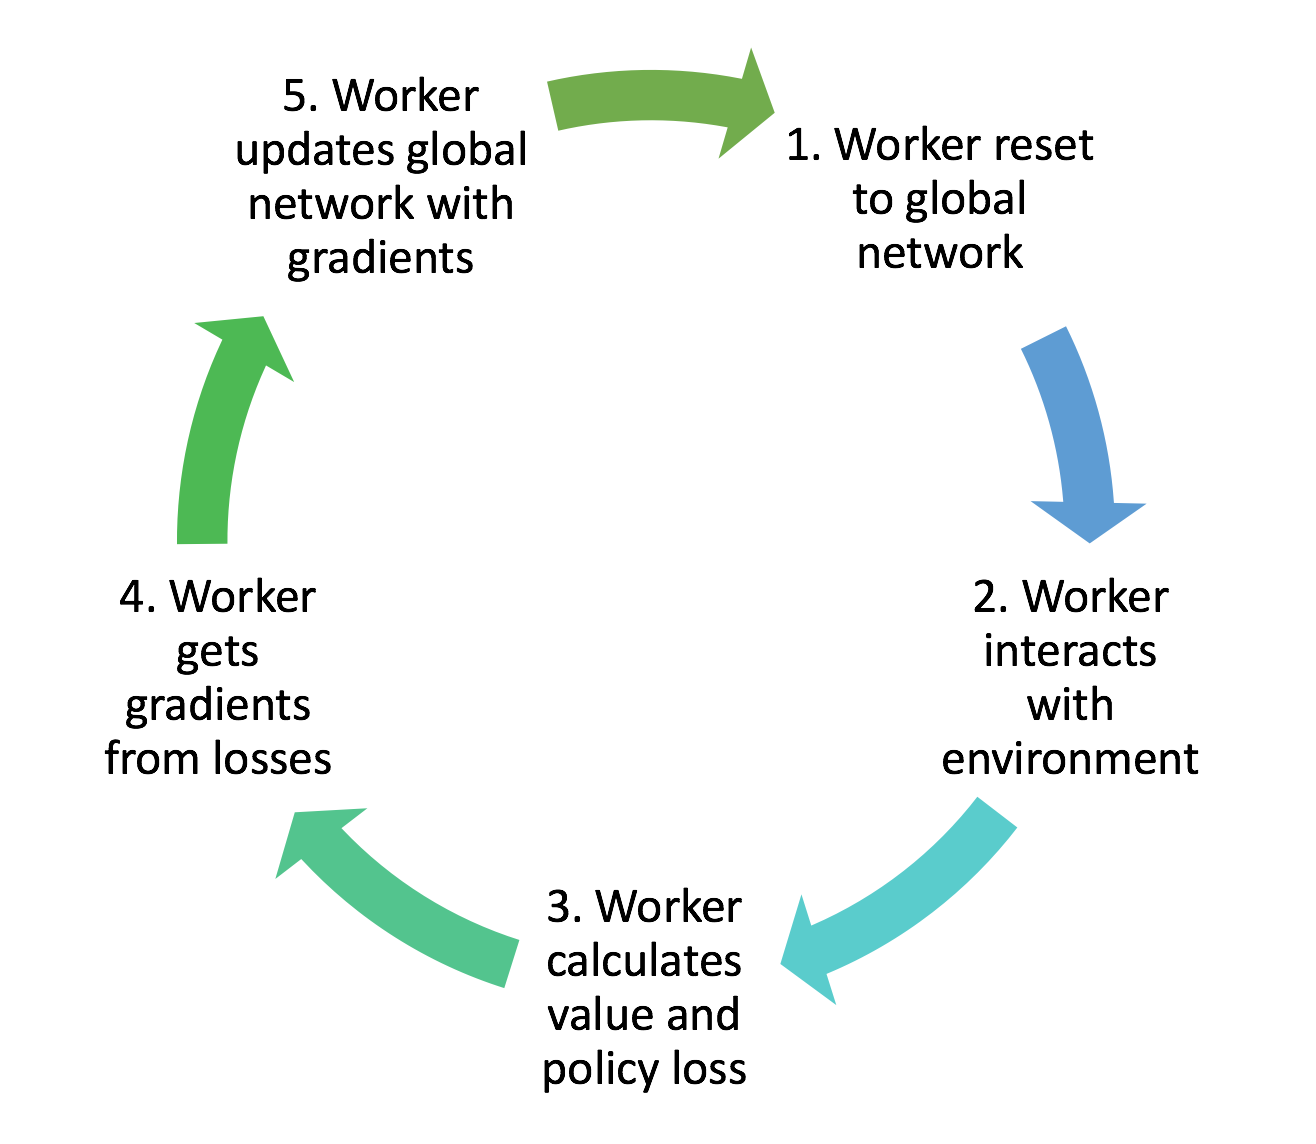 1. Worker reset
to global
network
2. Worker
interacts
with
environment
3. Worker
calculates
value and
policy loss
4. Worker
gets
gradients
from losses
5. Worker
updates global
network with
gradients